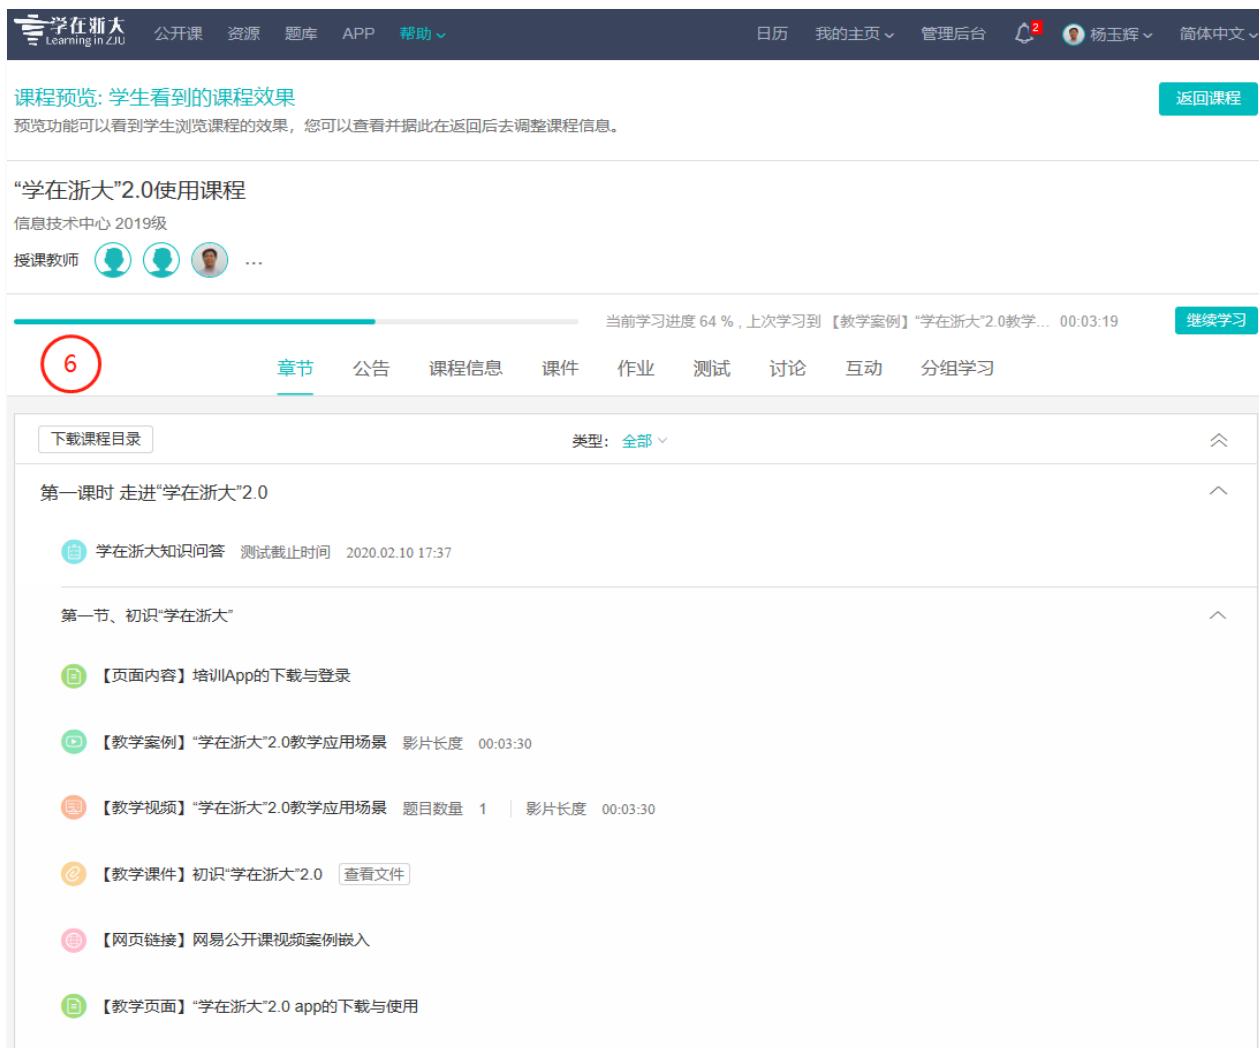 学在浙大
Learning in ZJU
公开课 资源 题库 APP 帮助 日历 我的主页 管理后台 2 杨玉辉 简体中文
课程预览: 学生看到的课程效果
返回课程
预览功能可以看到学生浏览课程的效果，您可以查看并据此在返回后去调整课程信息。
“学在浙大”2.0使用课程
信息技术中心 2019级
授课教师 ...
当前学习进度 64 % , 上次学习到 【教学案例】“学在浙大”2.0教学... 00:03:19 继续学习
6
章节 公告 课程信息 课件 作业 测试 讨论 互动 分组学习
下载课程目录 类型: 全部
第一课时 走进“学在浙大”2.0
学在浙大知识问答 测试截止时间 2020.02.10 17:37
第一节、初识“学在浙大”
【页面内容】培训App的下载与登录
【教学案例】“学在浙大”2.0教学应用场景 影片长度 00:03:30
【教学视频】“学在浙大”2.0教学应用场景 题目数量 1 | 影片长度 00:03:30
【教学课件】初识“学在浙大”2.0 查看文件
【网页链接】网易公开课视频案例嵌入
【教学页面】“学在浙大”2.0 app的下载与使用